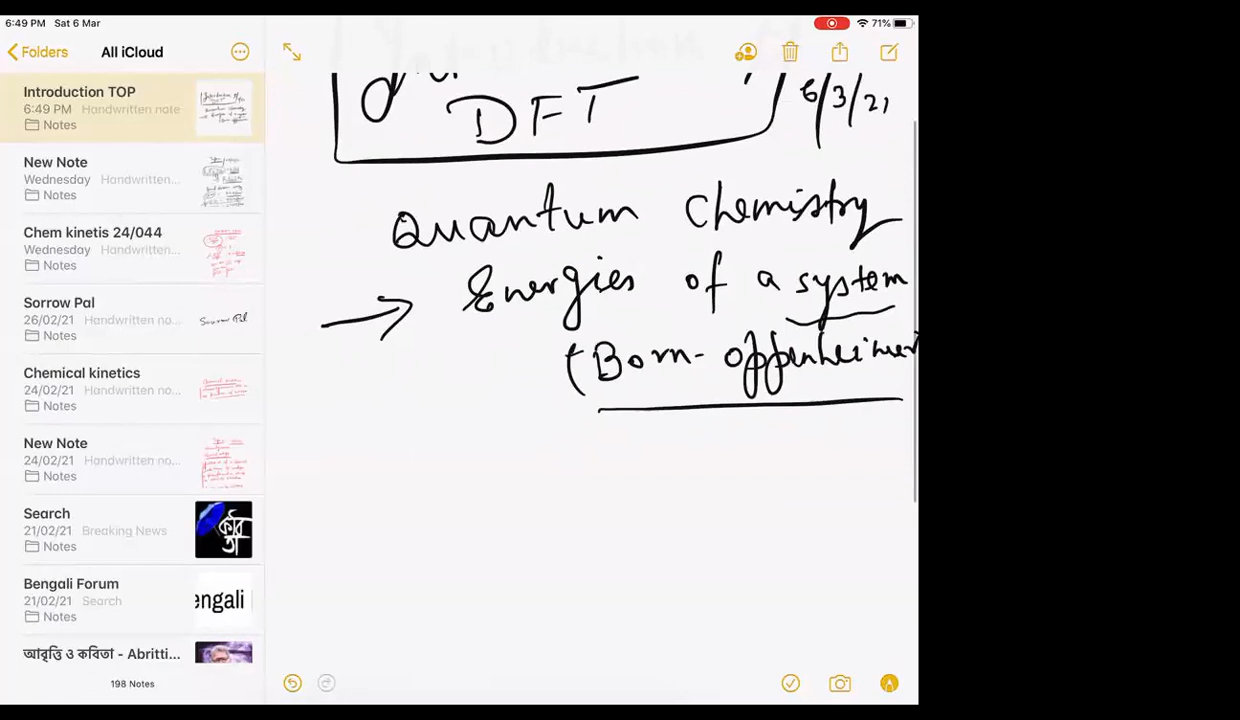 6:49 PM Sat 6 Mar
71%
Folders
All iCloud
Introduction TOP
6:49 PM Handwritten note
Notes
New Note
Wednesday Handwritten...
Notes
Chem kinetis 24/044
Wednesday Handwritten...
Notes
Sorrow Pal
26/02/21 Handwritten no...
Notes
Sorrow Pal
Chemical kinetics
24/02/21 Handwritten no...
Notes
New Note
24/02/21 Handwritten no...
Notes
Search
21/02/21 Breaking News
Notes
Bengali Forum
21/02/21 Search
Notes
engali
আবৃত্তি ও কবিতা - Abritti...
198 Notes
DFT
6/3/21
Quantum Chemistry
→ Energies of a system
(Born-oppenheimer